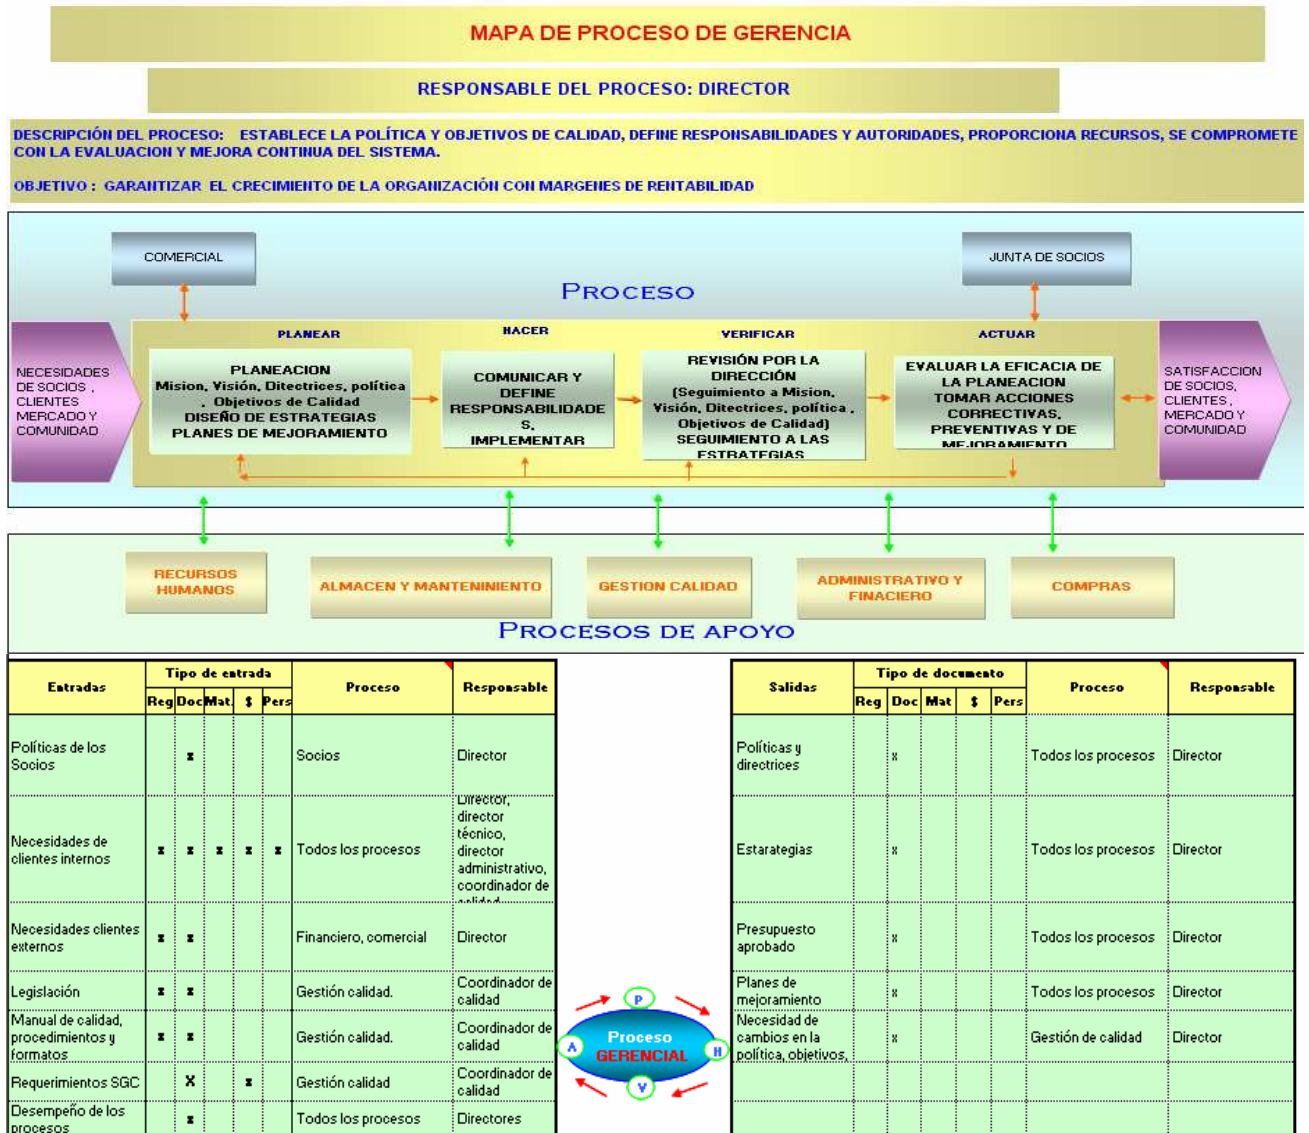 MAPA DE PROCESO DE GERENCIA
RESPONSABLE DEL PROCESO: DIRECTOR
DESCRIPCIÓN DEL PROCESO: ESTABLECE LA POLÍTICA Y OBJETIVOS DE CALIDAD, DEFINE RESPONSABILIDADES Y AUTORIDADES, PROPORCIONA RECURSOS, SE COMPROMETE
CON LA EVALUACION Y MEJORA CONTINUA DEL SISTEMA.
OBJETIVO : GARANTIZAR EL CRECIMIENTO DE LA ORGANIZACIÓN CON MARGENES DE RENTABILIDAD
COMERCIAL
JUNTA DE SOCIOS
PROCESO
PLANEAR
HACER
VERIFICAR
ACTUAR
NECESIDADES
DE SOCIOS ,
CLIENTES
MERCADO Y
COMUNIDAD
PLANEACION
Mision, Visión, Ditectrices, política
, Objetivos de Calidad
DISEÑO DE ESTRATEGIAS
PLANES DE MEJORAMIENTO
COMUNICAR Y
DEFINE
RESPONSABILIDADE
S,
IMPLEMENTAR
REVISIÓN POR LA
DIRECCIÓN
(Seguimiento a Mision,
Visión, Ditectrices, política ,
Objetivos de Calidad)
SEGUIMIENTO A LAS
ESTRATEGIAS
EVALUAR LA EFICACIA DE
LA PLANEACION
TOMAR ACCIONES
CORRECTIVAS,
PREVENTIVAS Y DE
MEJORAMIENTO
SATISFACCION
DE SOCIOS,
CLIENTES ,
MERCADO Y
COMUNIDAD
RECURSOS
HUMANOS
ALMACEN Y MANTENINIENTO
GESTION CALIDAD
ADMINISTRATIVO Y
FINACIERO
COMPRAS
PROCESOS DE APOYO
Entradas Tipo de entrada Proceso Responsable
Reg Doc Mat. $ Pers
Políticas de los
Socios x Socios Director
Necesidades de
clientes internos x x x x x Todos los procesos
Director,
director
técnico,
director
administrativo,
coordinador de
calidad
Necesidades clientes
externos x x Financiero, comercial Director
Legislación x x Gestión calidad. Coordinador de
calidad
Manual de calidad,
procedimientos y
formatos x x Gestión calidad. Coordinador de
calidad
Requerimientos SGC X x Gestión calidad Coordinador de
calidad
Desempeño de los
procesos x Todos los procesos Directores
P
A
Proceso
GERENCIAL
H
V
Salidas Tipo de documento Proceso Responsable
Reg Doc Mat $ Pers
Políticas y
directrices x Todos los procesos Director
Estarategias x Todos los procesos Director
Presupuesto
aprobado x Todos los procesos Director
Planes de
mejoramiento x Todos los procesos Director
Necesidad de
cambios en la
política, objetivos, x Gestión de calidad Director